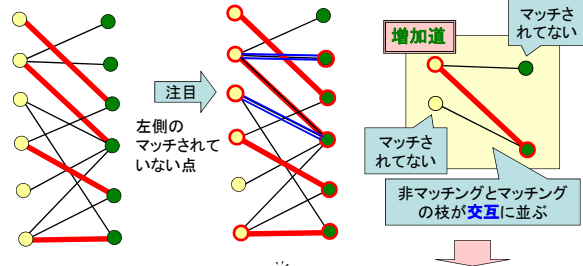 注目
左側の
マッチされて
いない点
増加道
マッチさ
れてない
マッチさ
れてない
非マッチングとマッチング
の枝が交互に並ぶ